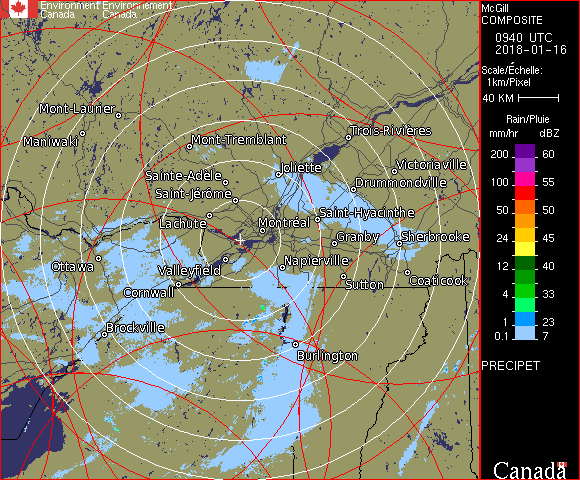 Environment Environnement
Canada Canada
McGill
COMPOSITE
0940 UTC
2018-01-16
Scale/Échelle:
1km/Pixel
40 KM
Rain/Pluie
mm/hr dBZ
200 60
100 55
50 50
24 45
12 40
4 33
1 23
0.1 7
PRECIPET
Canada
Mont-Laurier
Maniwaki
Mont-Tremblant
Trois-Rivières
Sainte-Adèle
Joliette
Victoriaville
Saint-Jérôme
Drummondville
Lachute
Montréal
Saint-Hyacinthe
Granby
Sherbrooke
Ottawa
Valleyfield
Napierville
Cornwall
Sutton
Coaticook
Brockville
Burlington